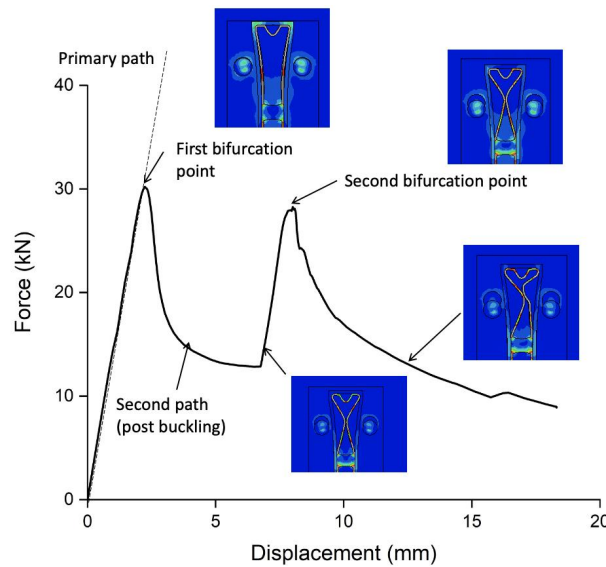 Primary path
40
First bifurcation
point
Second bifurcation point
30
Force (kN)
20
10
Second path
(post buckling)
0
0
5
10
15
20
Displacement (mm)